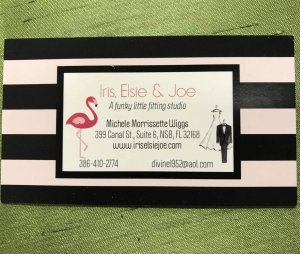 Iris, Elsie & Joe
A funky little fitting studio
Michele Morrissette Wiggs
399 Canal St., Suite 6, NSB, FL 32168
www.iriselsiejoe.com
386-410-2774 divine1952@aol.com